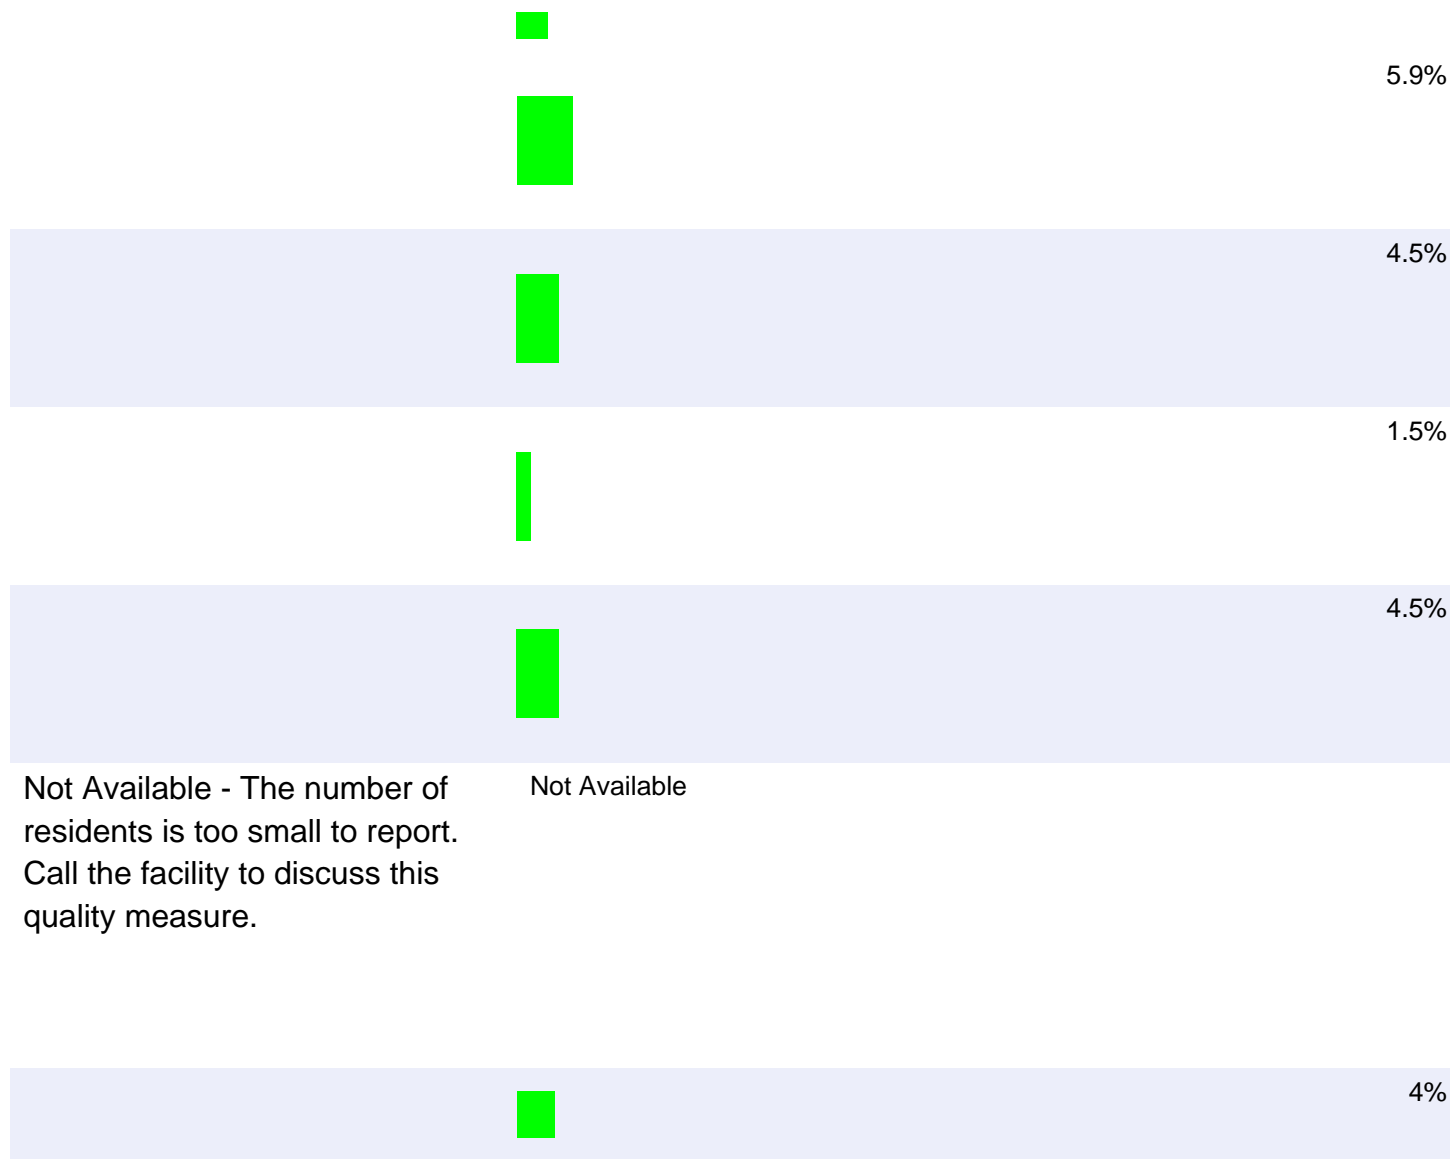 5.9%
4.5%
1.5%
4.5%
Not Available - The number of
residents is too small to report.
Call the facility to discuss this
quality measure.
Not Available
4%